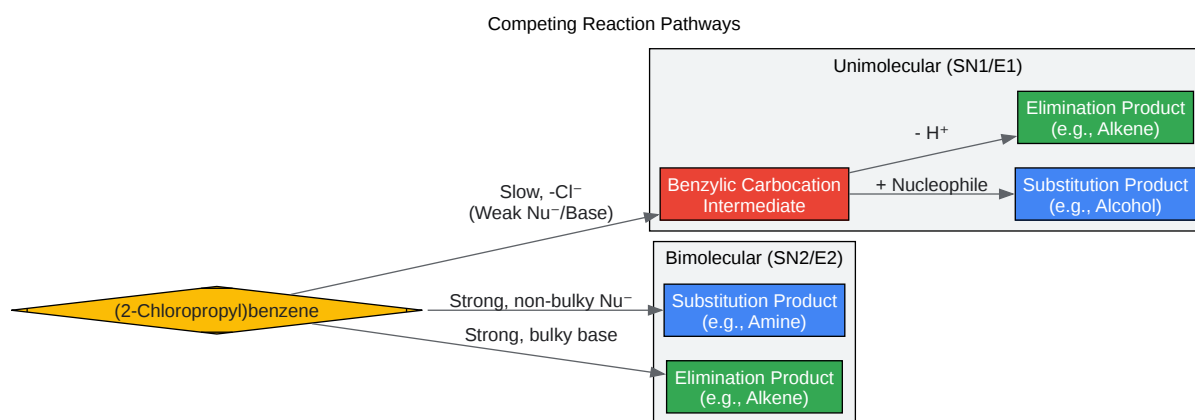 Competing Reaction Pathways
Unimolecular (SN1/E1)
Elimination Product
(e.g., Alkene)
- H⁺
Benzylic Carbocation
Intermediate
+ Nucleophile
Substitution Product
(e.g., Alcohol)
Slow, -Cl⁻
(Weak Nu⁻/Base)
Bimolecular (SN2/E2)
(2-Chloropropyl)benzene
Strong, non-bulky Nu⁻
Substitution Product
(e.g., Amine)
Strong, bulky base
Elimination Product
(e.g., Alkene)